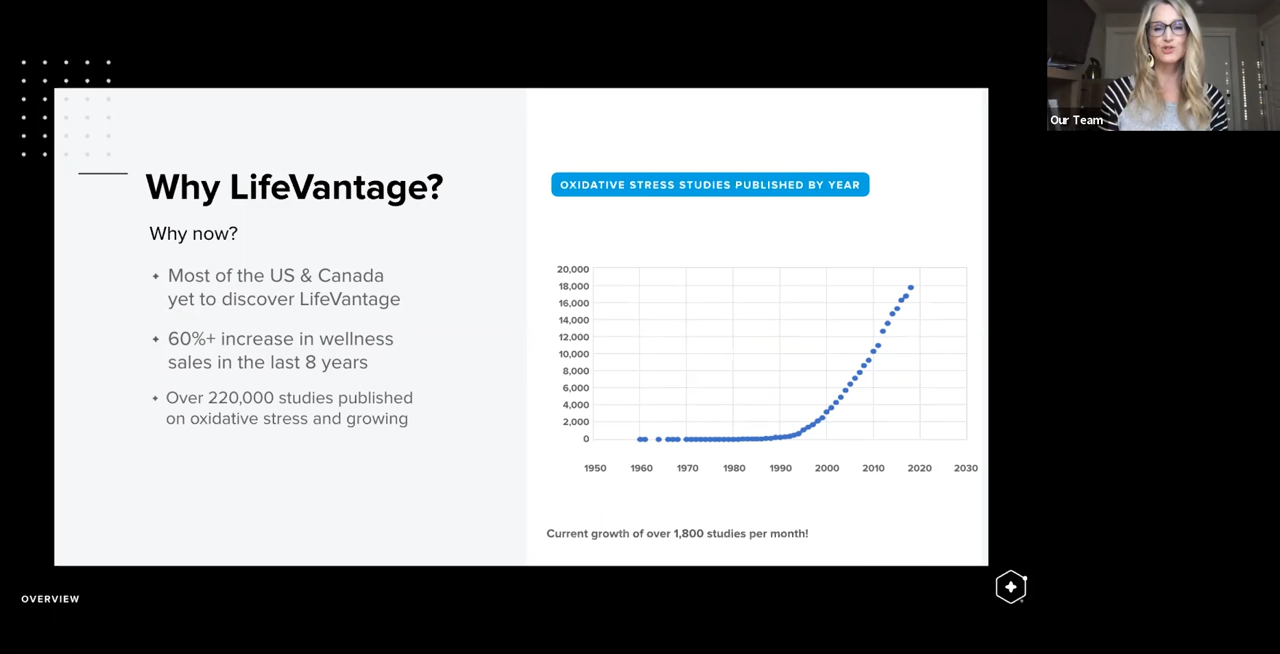 Our Team
Why LifeVantage?
Why now?
Most of the US & Canada
yet to discover LifeVantage
60%+ increase in wellness
sales in the last 8 years
Over 220,000 studies published
on oxidative stress and growing
OXIDATIVE STRESS STUDIES PUBLISHED BY YEAR
20,000
18,000
16,000
14,000
12,000
10,000
8,000
6,000
4,000
2,000
0
1950 1960 1970 1980 1990 2000 2010 2020 2030
Current growth of over 1,800 studies per month!
OVERVIEW